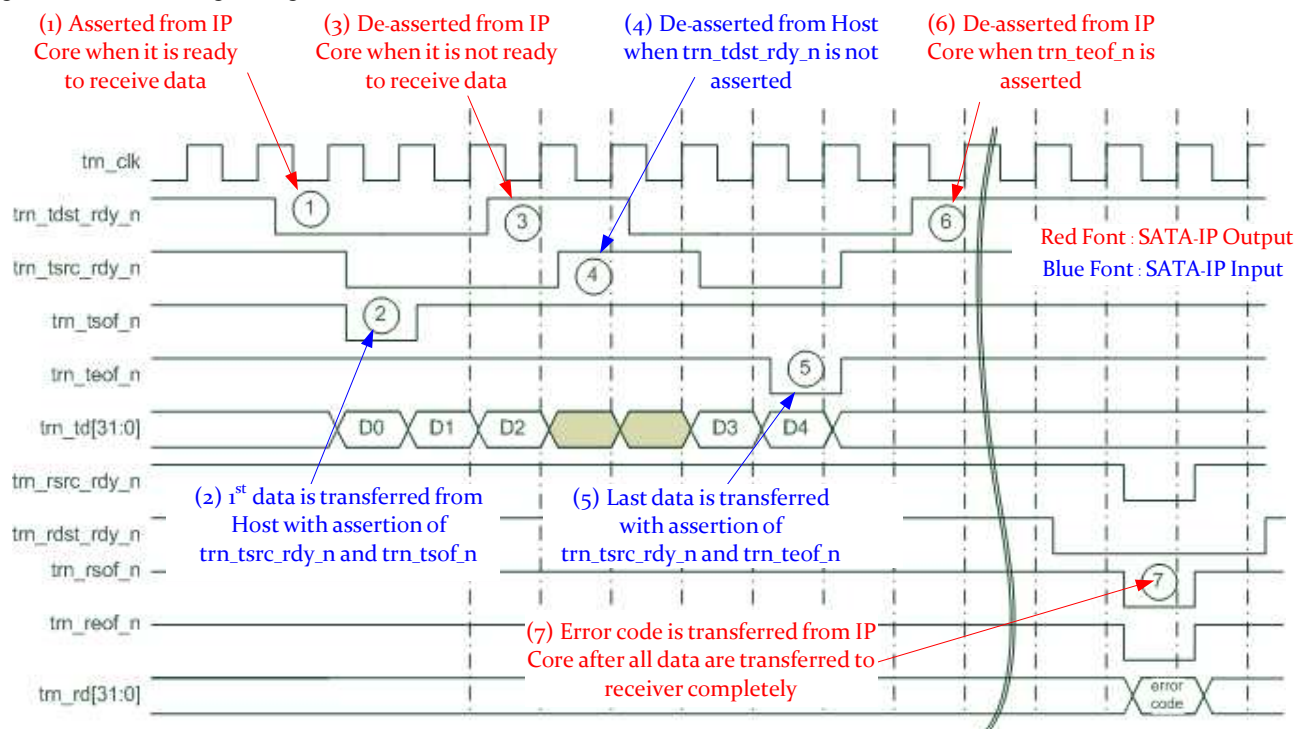 (1) Asserted from IP
Core when it is ready
to receive data
(3) De-asserted from IP
Core when it is not ready
to receive data
(4) De-asserted from Host
when trn_tdst_rdy_n is not
asserted
(6) De-asserted from IP
Core when trn_teof_n is
asserted
trn_clk
trn_tdst_rdy_n
1
3
6
Red Font : SATA-IP Output
Blue Font : SATA-IP Input
trn_tsrc_rdy_n
4
trn_tsof_n
2
trn_teof_n
5
trn_td[31:0]
D0
D1
D2
D3
D4
trn_rsrc_rdy_n
(2) 1st data is transferred from
Host with assertion of
trn_tsrc_rdy_n and trn_tsof_n
(5) Last data is transferred
with assertion of
trn_tsrc_rdy_n and trn_teof_n
trn_rdst_rdy_n
trn_rsof_n
7
trn_reof_n
(7) Error code is transferred from IP
Core after all data are transferred to
receiver completely
trn_rd[31:0]
error
code